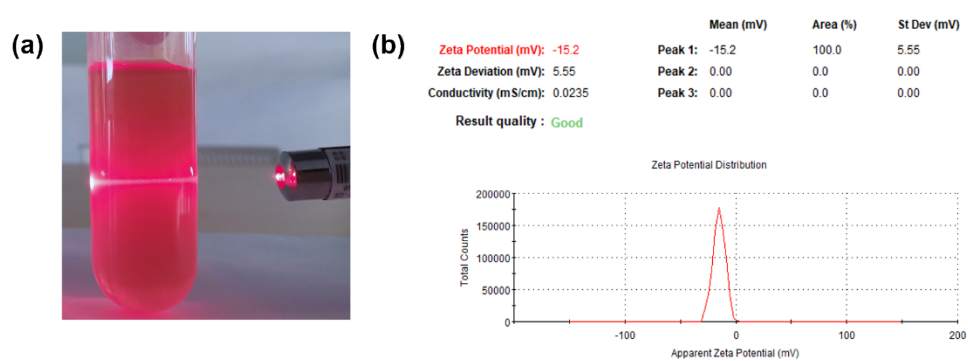 (a)
(b)
Mean (mV) Area (%) St Dev (mV)
Zeta Potential (mV): -15.2 Peak 1: -15.2 100.0 5.55
Zeta Deviation (mV): 5.55 Peak 2: 0.00 0.0 0.00
Conductivity (mS/cm): 0.0235 Peak 3: 0.00 0.0 0.00
Result quality : Good
Zeta Potential Distribution
Total Counts
200000
150000
100000
50000
0
-100 0 100 200
Apparent Zeta Potential (mV)